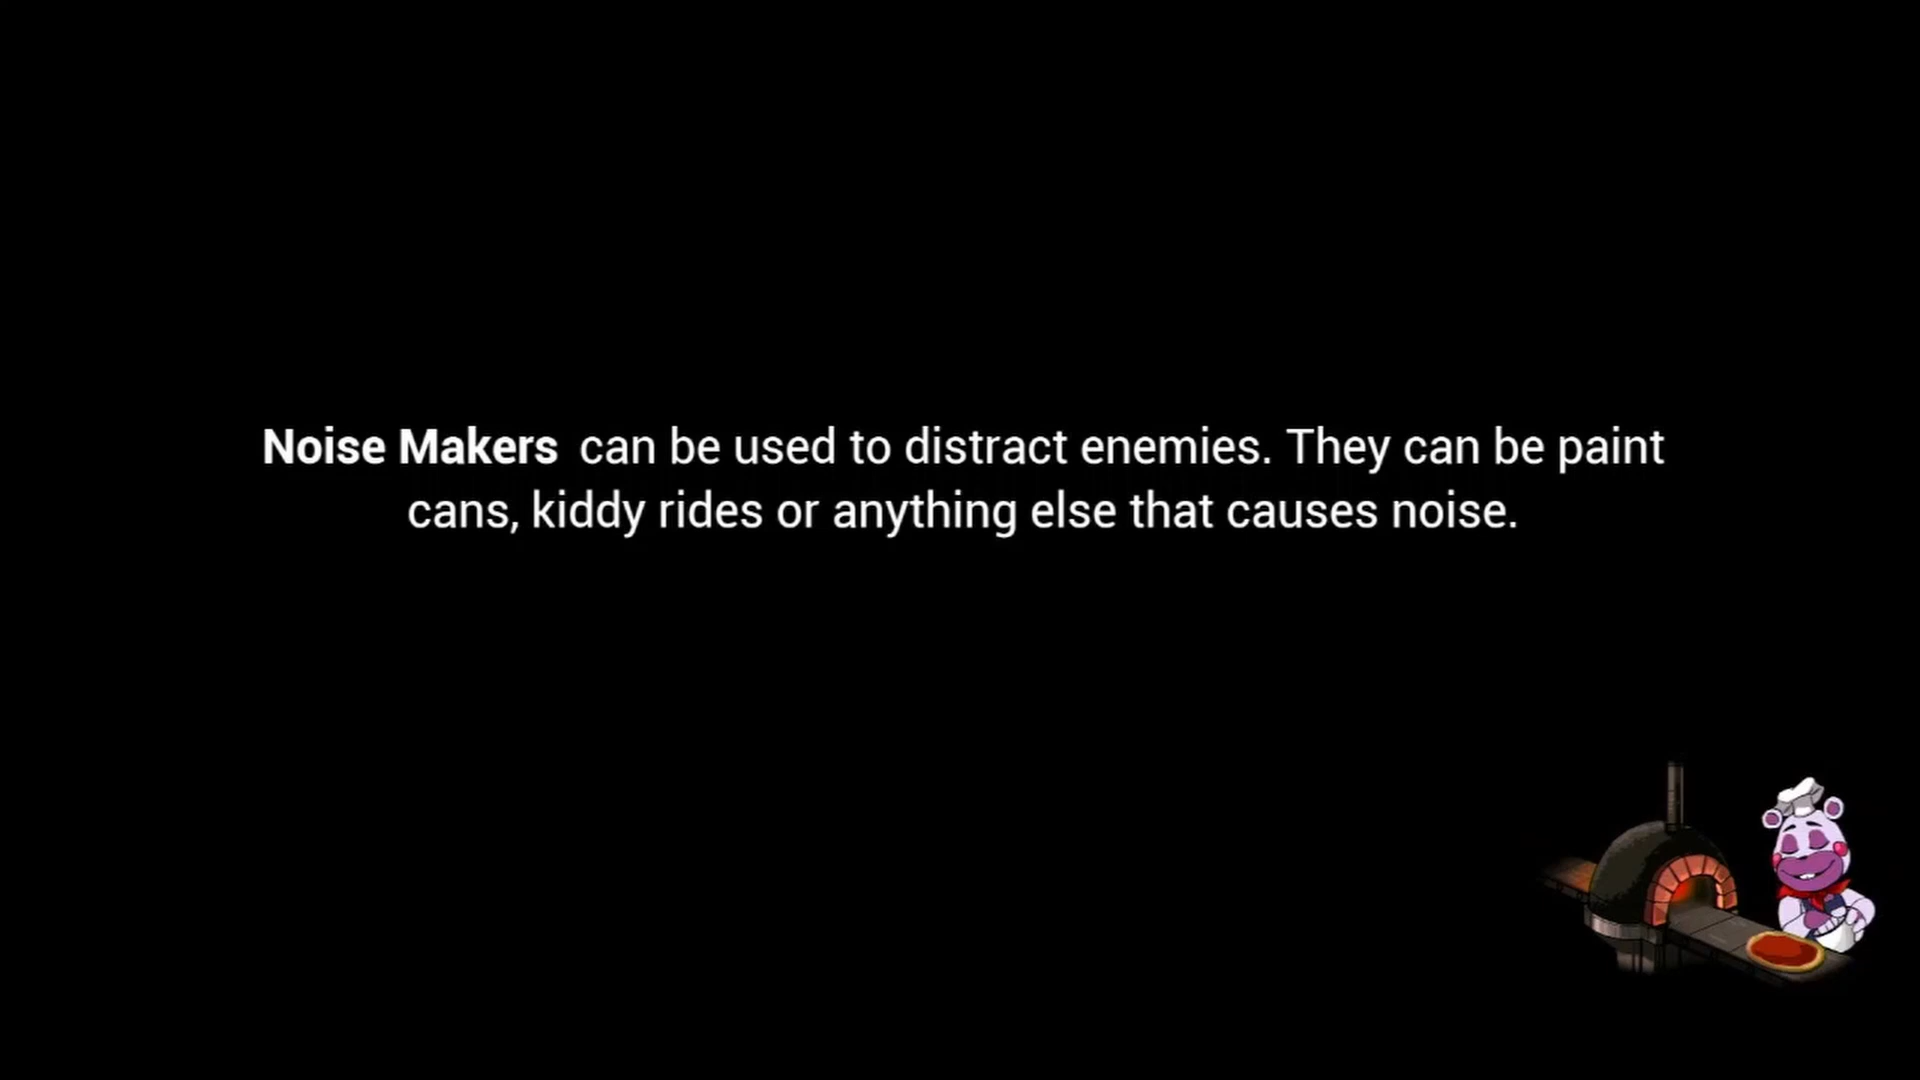 Noise Makers can be used to distract enemies. They can be paint
cans, kiddy rides or anything else that causes noise.